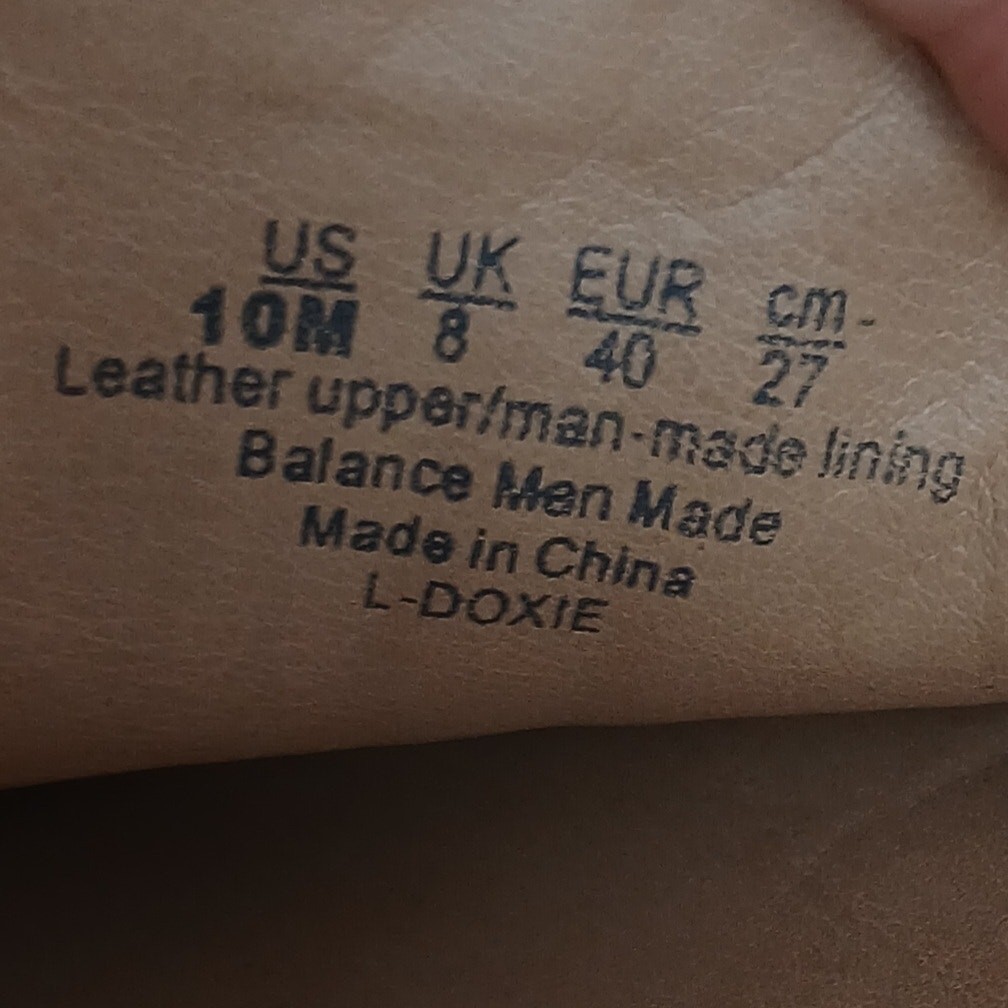 US UK EUR cm
10M 8 40 27
Leather upper/man-made lining
Balance Men Made
Made in China
L-DOXIE